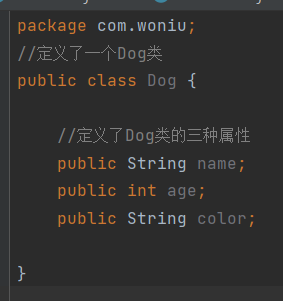 package com.woniu;
//定义了一个Dog类
public class Dog {
//定义了Dog类的三种属性
public String name;
public int age;
public String color;
}